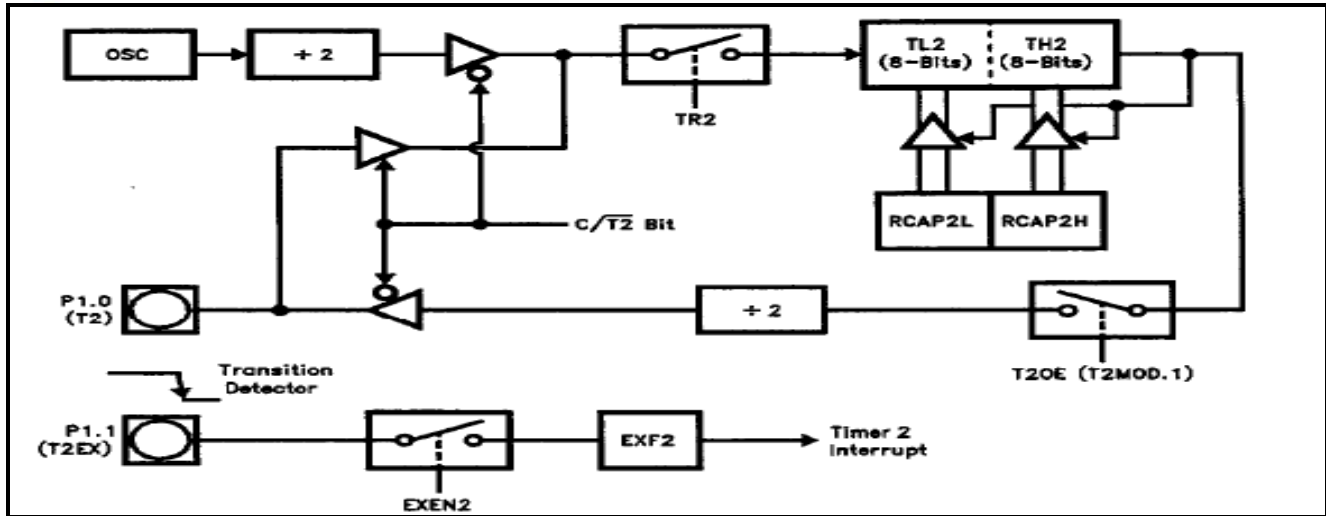 OSC
÷ 2
TR2
TL2
(8-Bits)
TH2
(8-Bits)
C/T2 Bit
RCAP2L
RCAP2H
P1.0
(T2)
÷ 2
T2OE (T2MOD.1)
Transition
Detector
P1.1
(T2EX)
EXEN2
EXF2
Timer 2
Interrupt